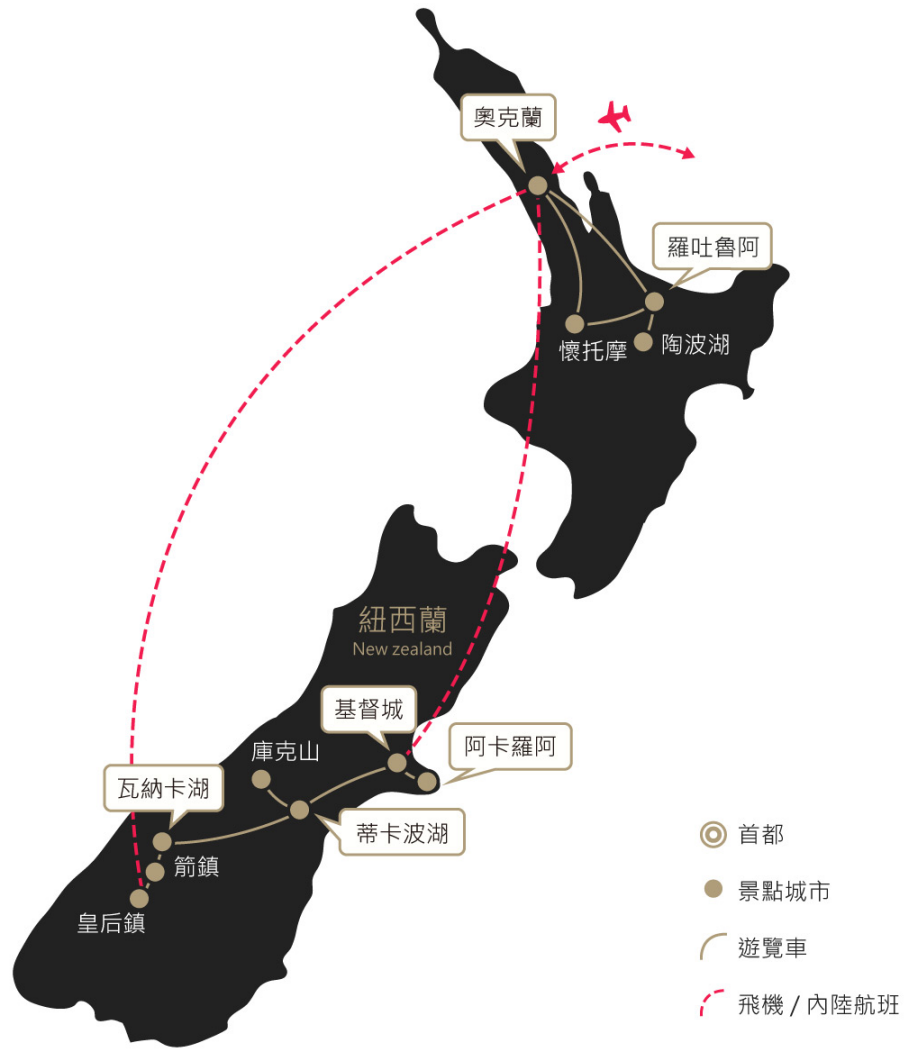 奧克蘭
羅吐魯阿
懷托摩
陶波湖
紐西蘭
New zealand
基督城
阿卡羅阿
庫克山
瓦納卡湖
蒂卡波湖
箭鎮
皇后鎮
首都
景點城市
遊覽車
飛機 / 內陸航班